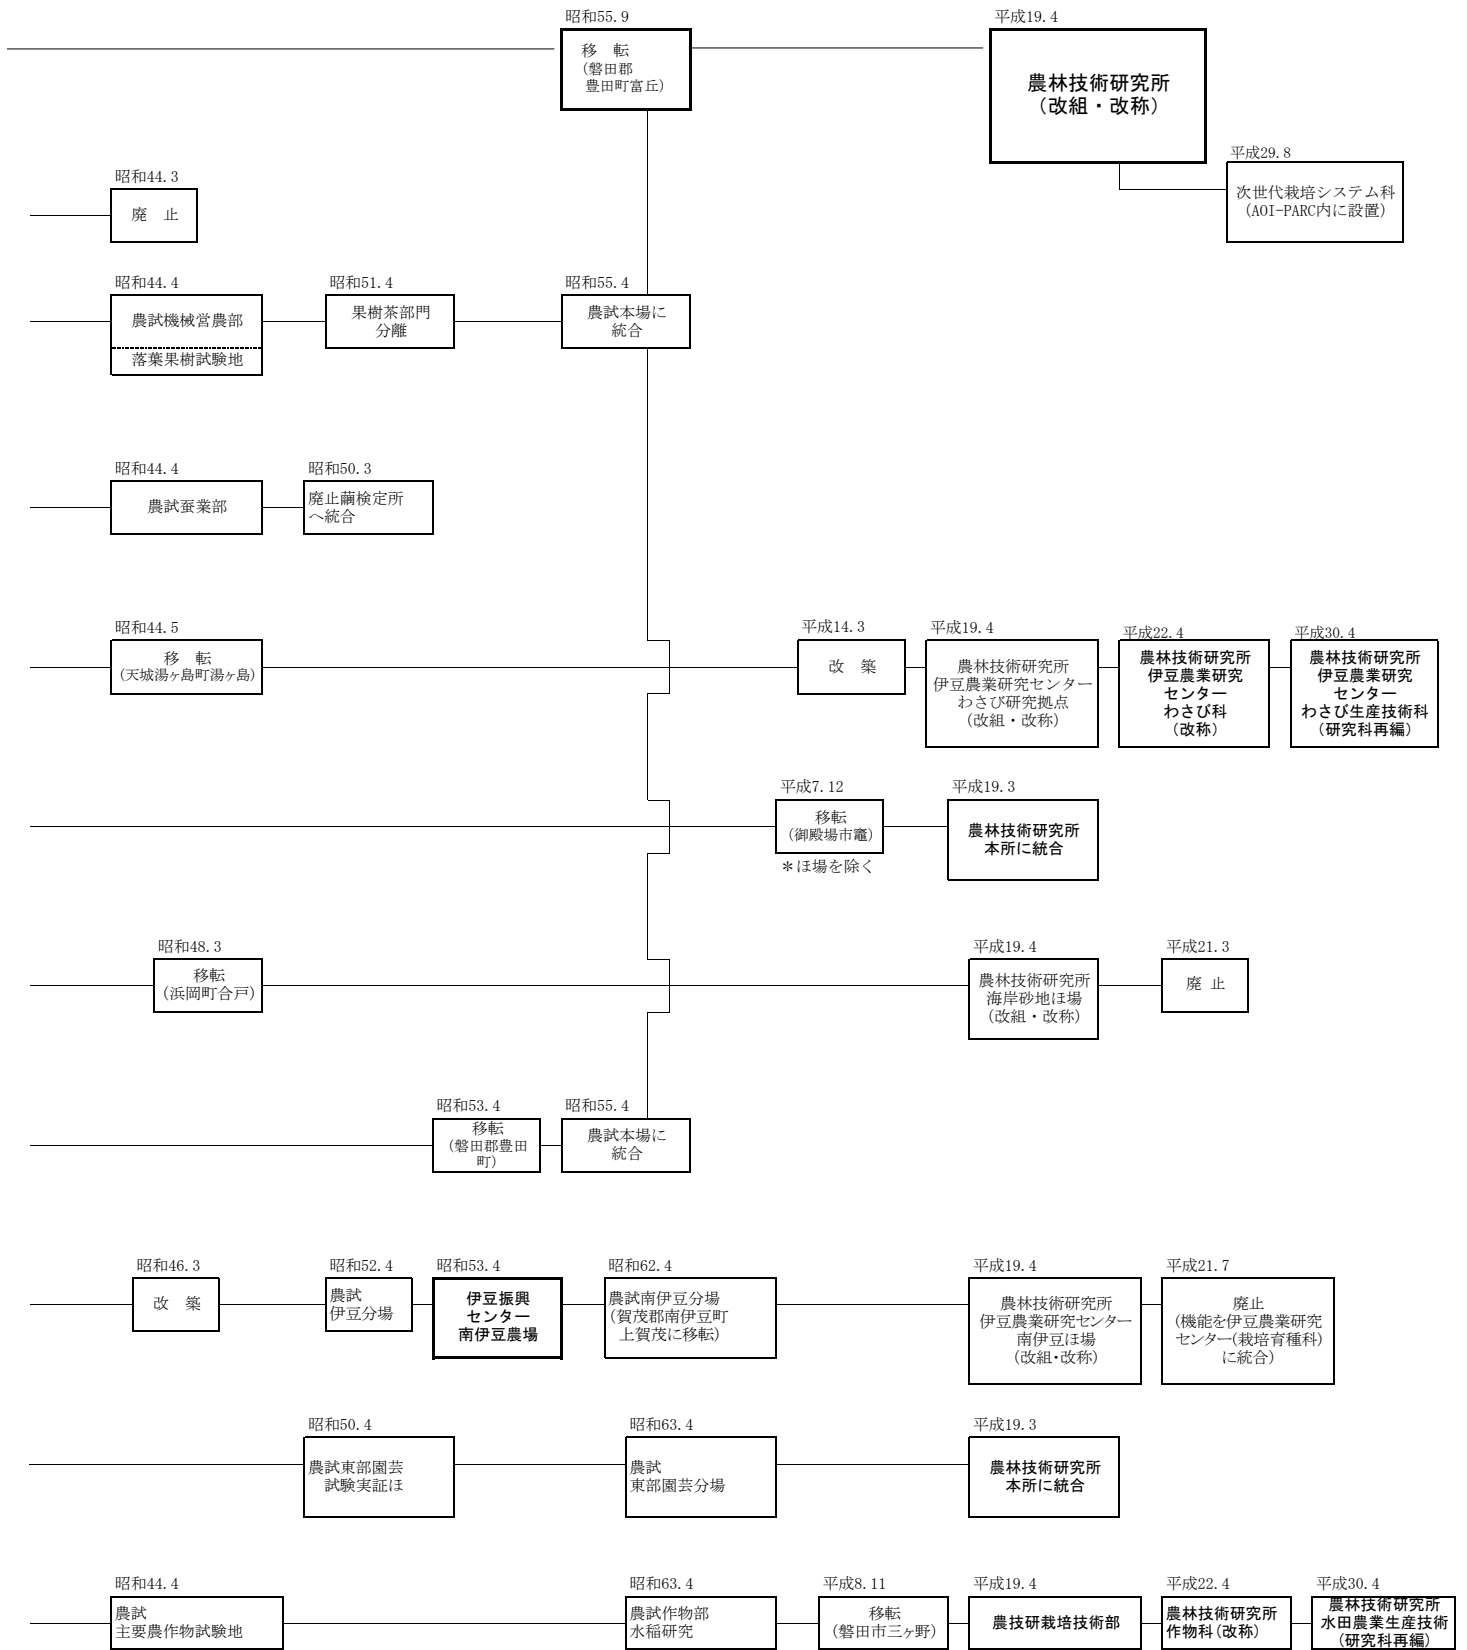 昭和55.9
移　転
(磐田郡
豊田町富丘)
平成19.4
農林技術研究所
(改組・改称)
平成29.8
次世代栽培システム科
(AOI-PARC内に設置)
昭和44.3
廃　止
昭和44.4
農試機械営農部
落葉果樹試験地
昭和51.4
果樹茶部門
分離
昭和55.4
農試本場に
統合
昭和44.4
農試蚕業部
昭和50.3
廃止繭検定所
へ統合
昭和44.5
移　転
(天城湯ヶ島町湯ヶ島)
平成14.3
改　築
平成19.4
農林技術研究所
伊豆農業研究センター
わさび研究拠点
(改組・改称)
平成22.4
農林技術研究所
伊豆農業研究
センター
わさび科
(改称)
平成30.4
農林技術研究所
伊豆農業研究
センター
わさび生産技術科
(研究科再編)
平成7.12
移転
(御殿場市竈)
＊ほ場を除く
平成19.3
農林技術研究所
本所に統合
昭和48.3
移転
(浜岡町合戸)
平成19.4
農林技術研究所
海岸砂地ほ場
(改組・改称)
平成21.3
廃 止
昭和53.4
移転
(磐田郡豊田
町)
昭和55.4
農試本場に
統合
昭和46.3
改　築
昭和52.4
農試
伊豆分場
昭和53.4
伊豆振興
センター
南伊豆農場
昭和62.4
農試南伊豆分場
(賀茂郡南伊豆町
上賀茂に移転)
平成19.4
農林技術研究所
伊豆農業研究センター
南伊豆ほ場
(改組・改称)
平成21.7
廃止
(機能を伊豆農業研究
センター(栽培育種科)
に統合)
昭和50.4
農試東部園芸
試験実証ほ
昭和63.4
農試
東部園芸分場
平成19.3
農林技術研究所
本所に統合
昭和44.4
農試
主要農作物試験地
昭和63.4
農試作物部
水稲研究
平成8.11
移転
(磐田市三ヶ野)
平成19.4
農技研栽培技術部
平成22.4
農林技術研究所
作物科(改称)
平成30.4
農林技術研究所
水田農業生産技術
(研究科再編)